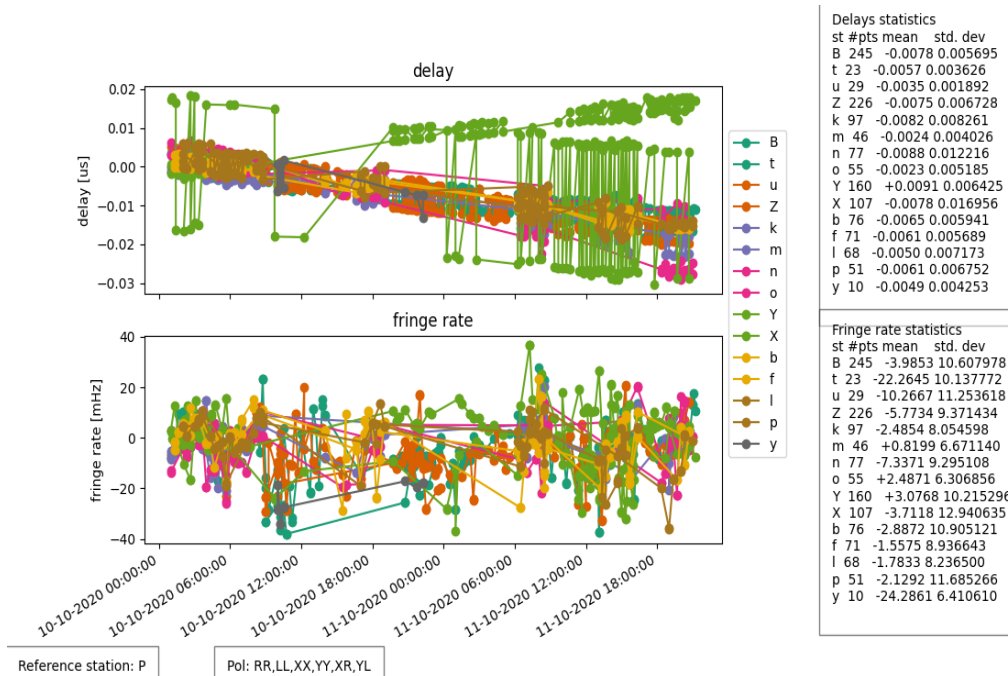 delay
0.02
0.01
0.00
−0.01
−0.02
−0.03
delay [us]
fringe rate
40
20
0
−20
−40
fringe rate [mHz]
10-10-2020 00:00:00
10-10-2020 06:00:00
10-10-2020 12:00:00
10-10-2020 18:00:00
11-10-2020 00:00:00
11-10-2020 06:00:00
11-10-2020 12:00:00
11-10-2020 18:00:00
B
t
u
Z
k
m
n
o
Y
X
b
f
l
p
y
Delays statistics
st #pts mean std. dev
B 245 -0.0078 0.005695
t 23 -0.0057 0.003626
u 29 -0.0035 0.001892
Z 226 -0.0075 0.006728
k 97 -0.0082 0.008261
m 46 -0.0024 0.004026
n 77 -0.0088 0.012216
o 55 -0.0023 0.005185
Y 160 +0.0091 0.006425
X 107 -0.0078 0.016956
b 76 -0.0065 0.005941
f 71 -0.0061 0.005689
l 68 -0.0050 0.007173
p 51 -0.0061 0.006752
y 10 -0.0049 0.004253
Fringe rate statistics
st #pts mean std. dev
B 245 -3.9853 10.607978
t 23 -22.2645 10.137772
u 29 -10.2667 11.253618
Z 226 -5.7734 9.371434
k 97 -2.4854 8.054598
m 46 +0.8199 6.671140
n 77 -7.3371 9.295108
o 55 +2.4871 6.306856
Y 160 +3.0768 10.215296
X 107 -3.7118 12.940635
b 76 -2.8872 10.905121
f 71 -1.5575 8.936643
l 68 -1.7833 8.236500
p 51 -2.1292 11.685266
y 10 -24.2861 6.410610
Reference station: P
Pol: RR,LL,XX,YY,XR,YL